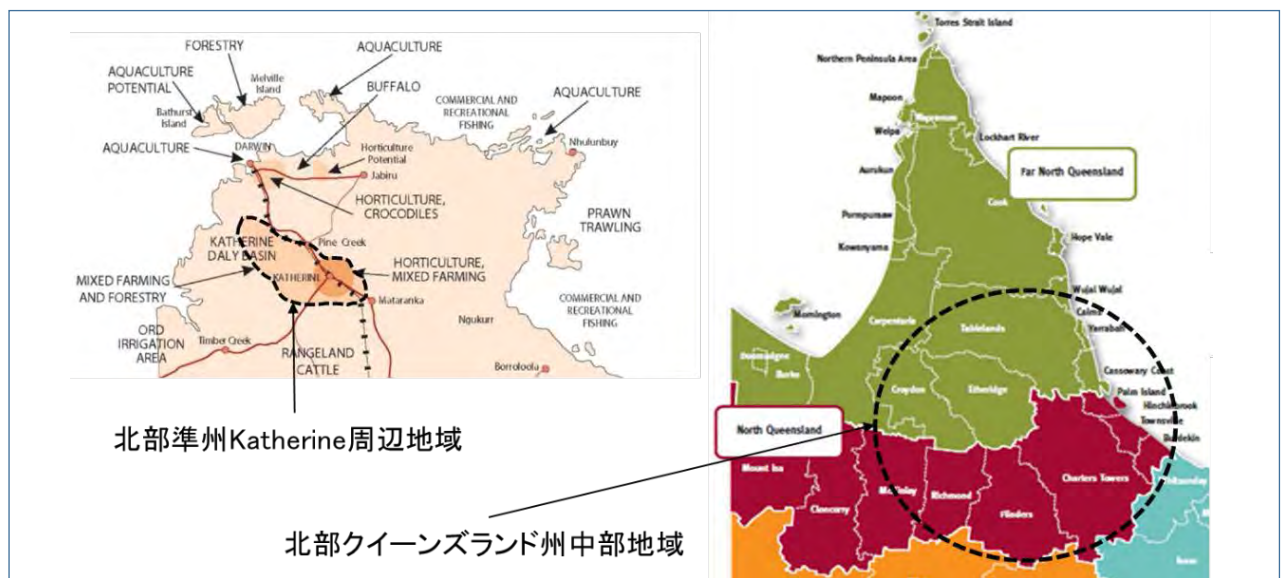 FORESTRY
AQUACULTURE
AQUACULTURE
POTENTIAL
Melville
Island
BUFFALO
Bathurst
Island
COMMERCIAL AND
RECREATIONAL
FISHING
AQUACULTURE
AQUACULTURE
DARWIN
Horticulture
Potential
Nhulunbuy
Jabiru
HORTICULTURE,
CROCODILES
PRAWN
TRAWLING
KATHERINE
DALY BASIN
Pine Creek
HORTICULTURE,
MIXED FARMING
KATHERINE
MIXED FARMING
AND FORESTRY
Mataranka
COMMERCIAL AND
RECREATIONAL
FISHING
ORD
IRRIGATION
AREA
Timber Creek
Ngukurr
RANGELAND
CATTLE
Borroloola
北部準州Katherine周辺地域
Torres Strait Island
Northern Peninsula Area
Mapoon
Napranum
Weipa
Lockhart River
Aurukun
Far North Queensland
Cook
Pormpuraaw
Kowanyama
Hope Vale
Wujal Wujal
Mornington
Carpentaria
Tablelands
Cairns
Yarrabah
Doomadgee
Burke
Croydon
Etheridge
Cassowary Coast
Palm Island
Hinchinbrook
Townsville
Burdekin
North Queensland
Mount Isa
Cloncurry
McKinlay
Richmond
Flinders
Charters Towers
Whitsunday
Isaac
北部クイーンズランド州中部地域